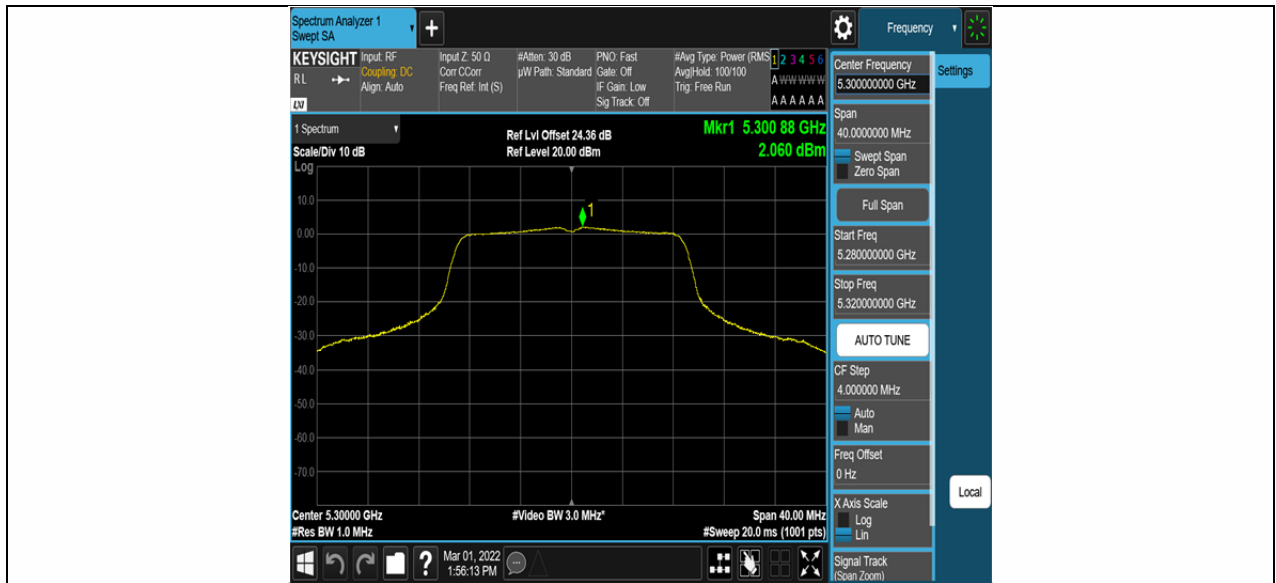 Spectrum Analyzer 1
Swept SA
+
Frequency
KEYSIGHT
Input: RF
Coupling: DC
Align: Auto
Input Z: 50 Ω
Corr CCorr
Freq Ref: Int (S)
#Atten: 30 dB
µW Path: Standard
PNO: Fast
Gate: Off
IF Gain: Low
Sig Track: Off
#Avg Type: Power (RMS
Avg|Hold: 100/100
Trig: Free Run
1 2 3 4 5 6
A W W W W W
A A A A A A
RL
LXI
1 Spectrum
Scale/Div 10 dB
Log
Ref Lvl Offset 24.36 dB
Ref Level 20.00 dBm
Mkr1 5.300 88 GHz
2.060 dBm
1
10.0
0.00
-10.0
-20.0
-30.0
-40.0
-50.0
-60.0
-70.0
Center 5.30000 GHz
#Video BW 3.0 MHz*
Span 40.00 MHz
#Res BW 1.0 MHz
#Sweep 20.0 ms (1001 pts)
?
Mar 01, 2022
1:56:13 PM
Center Frequency
5.300000000 GHz
Span
40.0000000 MHz
Swept Span
Zero Span
Full Span
Start Freq
5.280000000 GHz
Stop Freq
5.320000000 GHz
AUTO TUNE
CF Step
4.000000 MHz
Auto
Man
Freq Offset
0 Hz
X Axis Scale
Log
Lin
Signal Track
(Span Zoom)
Settings
Local